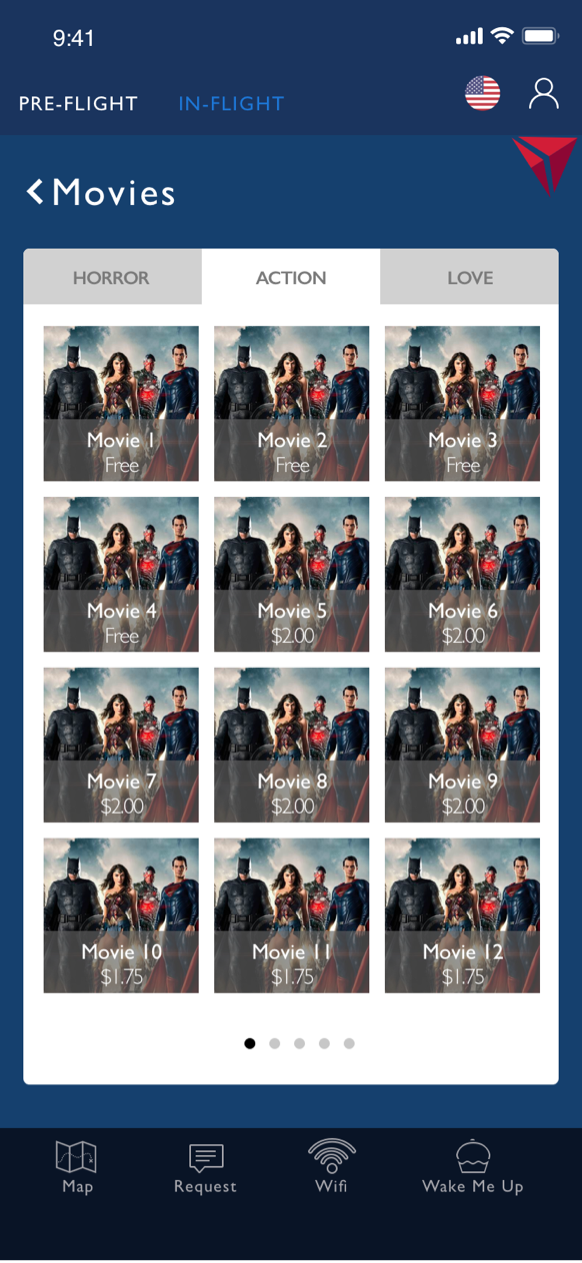 9:41
PRE-FLIGHT IN-FLIGHT
Movies
HORROR ACTION LOVE
Movie 1 Movie 2 Movie 3
Free Free Free
Movie 4 Movie 5 Movie 6
Free $2.00 $2.00
Movie 7 Movie 8 Movie 9
$2.00 $2.00 $2.00
Movie 10 Movie 11 Movie 12
$1.75 $1.75 $1.75
Map Request Wifi Wake Me Up